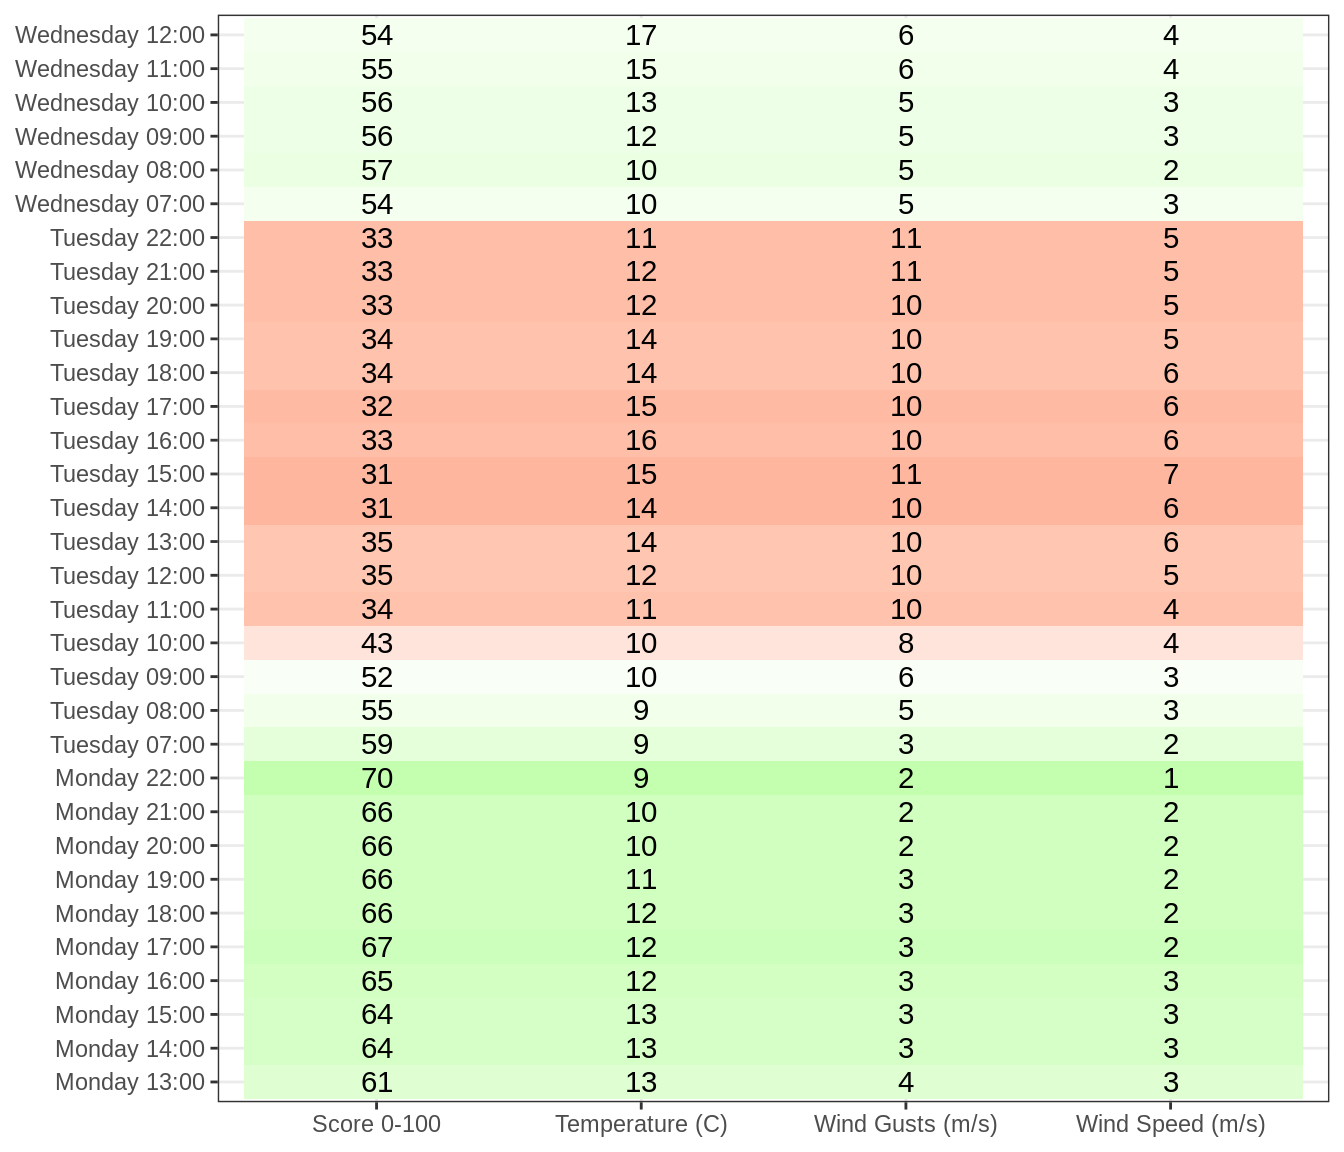 Wednesday 12:00 54 17 6 4
Wednesday 11:00 55 15 6 4
Wednesday 10:00 56 13 5 3
Wednesday 09:00 56 12 5 3
Wednesday 08:00 57 10 5 2
Wednesday 07:00 54 10 5 3
Tuesday 22:00 33 11 11 5
Tuesday 21:00 33 12 11 5
Tuesday 20:00 33 12 10 5
Tuesday 19:00 34 14 10 5
Tuesday 18:00 34 14 10 6
Tuesday 17:00 32 15 10 6
Tuesday 16:00 33 16 10 6
Tuesday 15:00 31 15 11 7
Tuesday 14:00 31 14 10 6
Tuesday 13:00 35 14 10 6
Tuesday 12:00 35 12 10 5
Tuesday 11:00 34 11 10 4
Tuesday 10:00 43 10 8 4
Tuesday 09:00 52 10 6 3
Tuesday 08:00 55 9 5 3
Tuesday 07:00 59 9 3 2
Monday 22:00 70 9 2 1
Monday 21:00 66 10 2 2
Monday 20:00 66 10 2 2
Monday 19:00 66 11 3 2
Monday 18:00 66 12 3 2
Monday 17:00 67 12 3 2
Monday 16:00 65 12 3 3
Monday 15:00 64 13 3 3
Monday 14:00 64 13 3 3
Monday 13:00 61 13 4 3
Score 0-100 Temperature (C) Wind Gusts (m/s) Wind Speed (m/s)